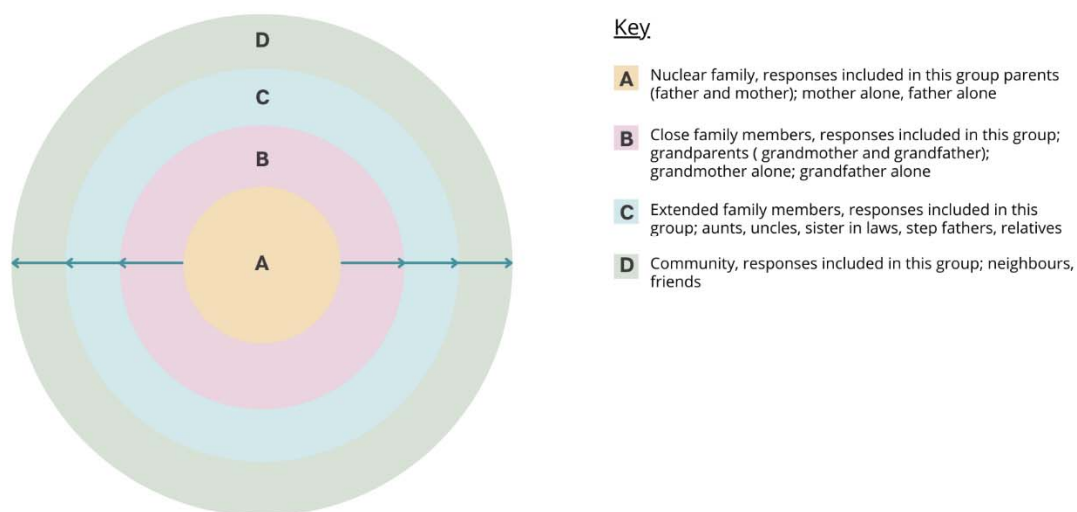 D
C
B
A
Key
A Nuclear family, responses included in this group parents
(father and mother); mother alone, father alone
B Close family members, responses included in this group;
grandparents ( grandmother and grandfather);
grandmother alone; grandfather alone
C Extended family members, responses included in this
group; aunts, uncles, sister in laws, step fathers, relatives
D Community, responses included in this group; neighbours,
friends